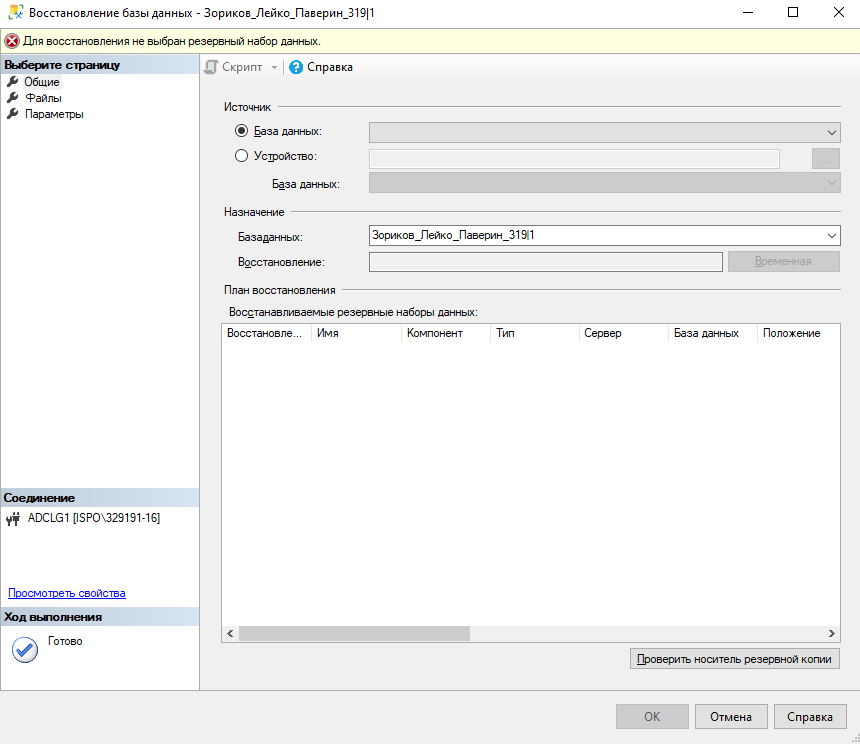 Восстановление базы данных - Зориков_Лейко_Паверин_319|1
Для восстановления не выбран резервный набор данных.
Выберите страницу
Общие
Файлы
Параметры
Скрипт
Справка
Источник
База данных:
Устройство:
...
База данных:
Назначение
Базаданных:
Зориков_Лейко_Паверин_319|1
Восстановление:
Временная
План восстановления
Восстанавливаемые резервные наборы данных:
Восстановле... Имя Компонент Тип Сервер База данных Положение
Соединение
ADCLG1 [ISPO\329191-16]
Просмотреть свойства
Ход выполнения
Готово
Проверить носитель резервной копии
ОК Отмена Справка